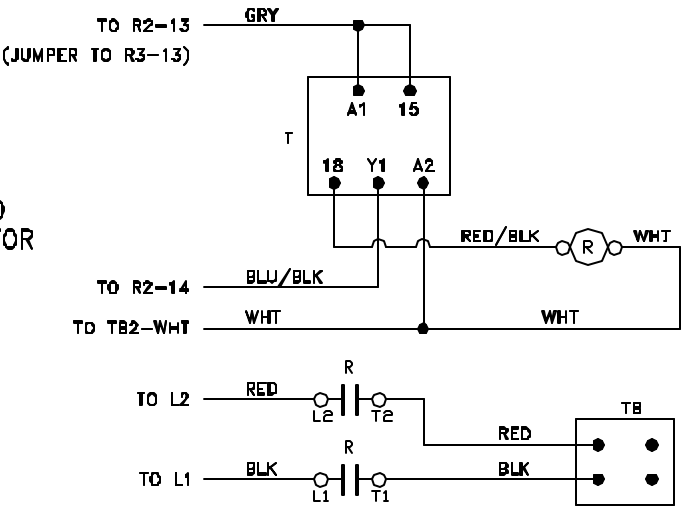 TO R2-13 GRY
(JUMPER TO R3-13)
A1 15
T
18 Y1 A2
TOR
RED/BLK R WHT
TO R2-14 BLU/BLK
TO TB2-WHT WHT WHT
R
TO L2 RED
L2 T2
TB
RED
R
TO L1 BLK BLK
L1 T1